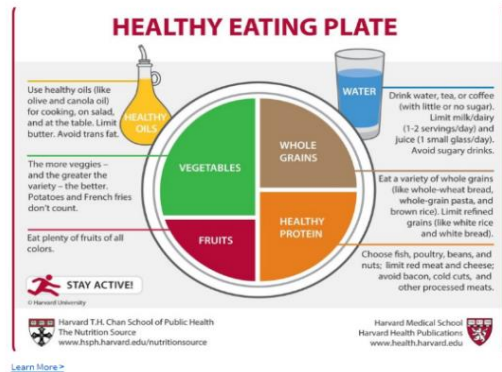 HEALTHY EATING PLATE
Use healthy oils (like
olive and canola oil)
for cooking, on salad,
and at the table. Limit
butter. Avoid trans fat.
HEALTHY
OILS
The more veggies –
and the greater the
variety – the better.
Potatoes and French fries
don't count.
Eat plenty of fruits of all
colors.
VEGETABLES
FRUITS
WHOLE
GRAINS
HEALTHY
PROTEIN
WATER
Drink water, tea, or coffee
(with little or no sugar).
Limit milk/dairy
(1-2 servings/day) and
juice (1 small glass/day).
Avoid sugary drinks.
Eat a variety of whole grains
(like whole-wheat bread,
whole-grain pasta, and
brown rice). Limit refined
grains (like white rice
and white bread).
Choose fish, poultry, beans, and
nuts; limit red meat and cheese;
avoid bacon, cold cuts, and
other processed meats.
STAY ACTIVE!
© Harvard University
Harvard T.H. Chan School of Public Health
The Nutrition Source
www.hsph.harvard.edu/nutritionsource
Harvard Medical School
Harvard Health Publications
www.health.harvard.edu
Learn More >